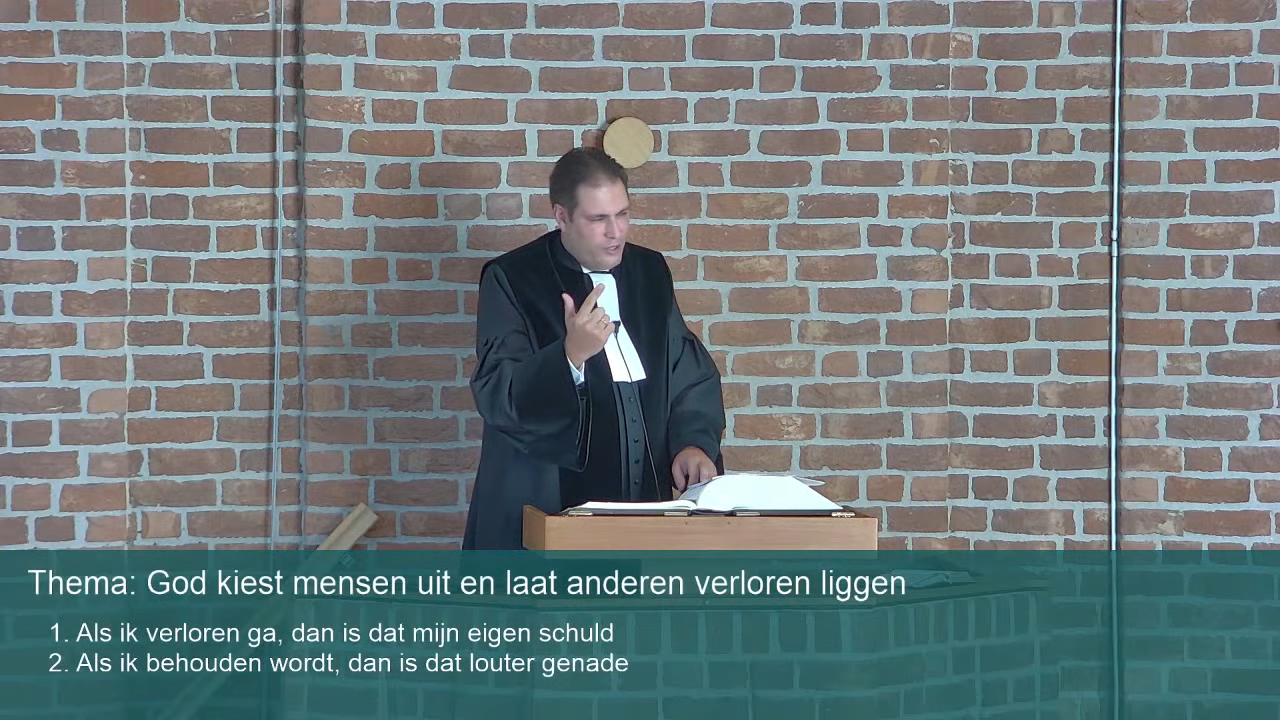 Thema: God kiest mensen uit en laat anderen verloren liggen
1. Als ik verloren ga, dan is dat mijn eigen schuld
2. Als ik behouden wordt, dan is dat louter genade